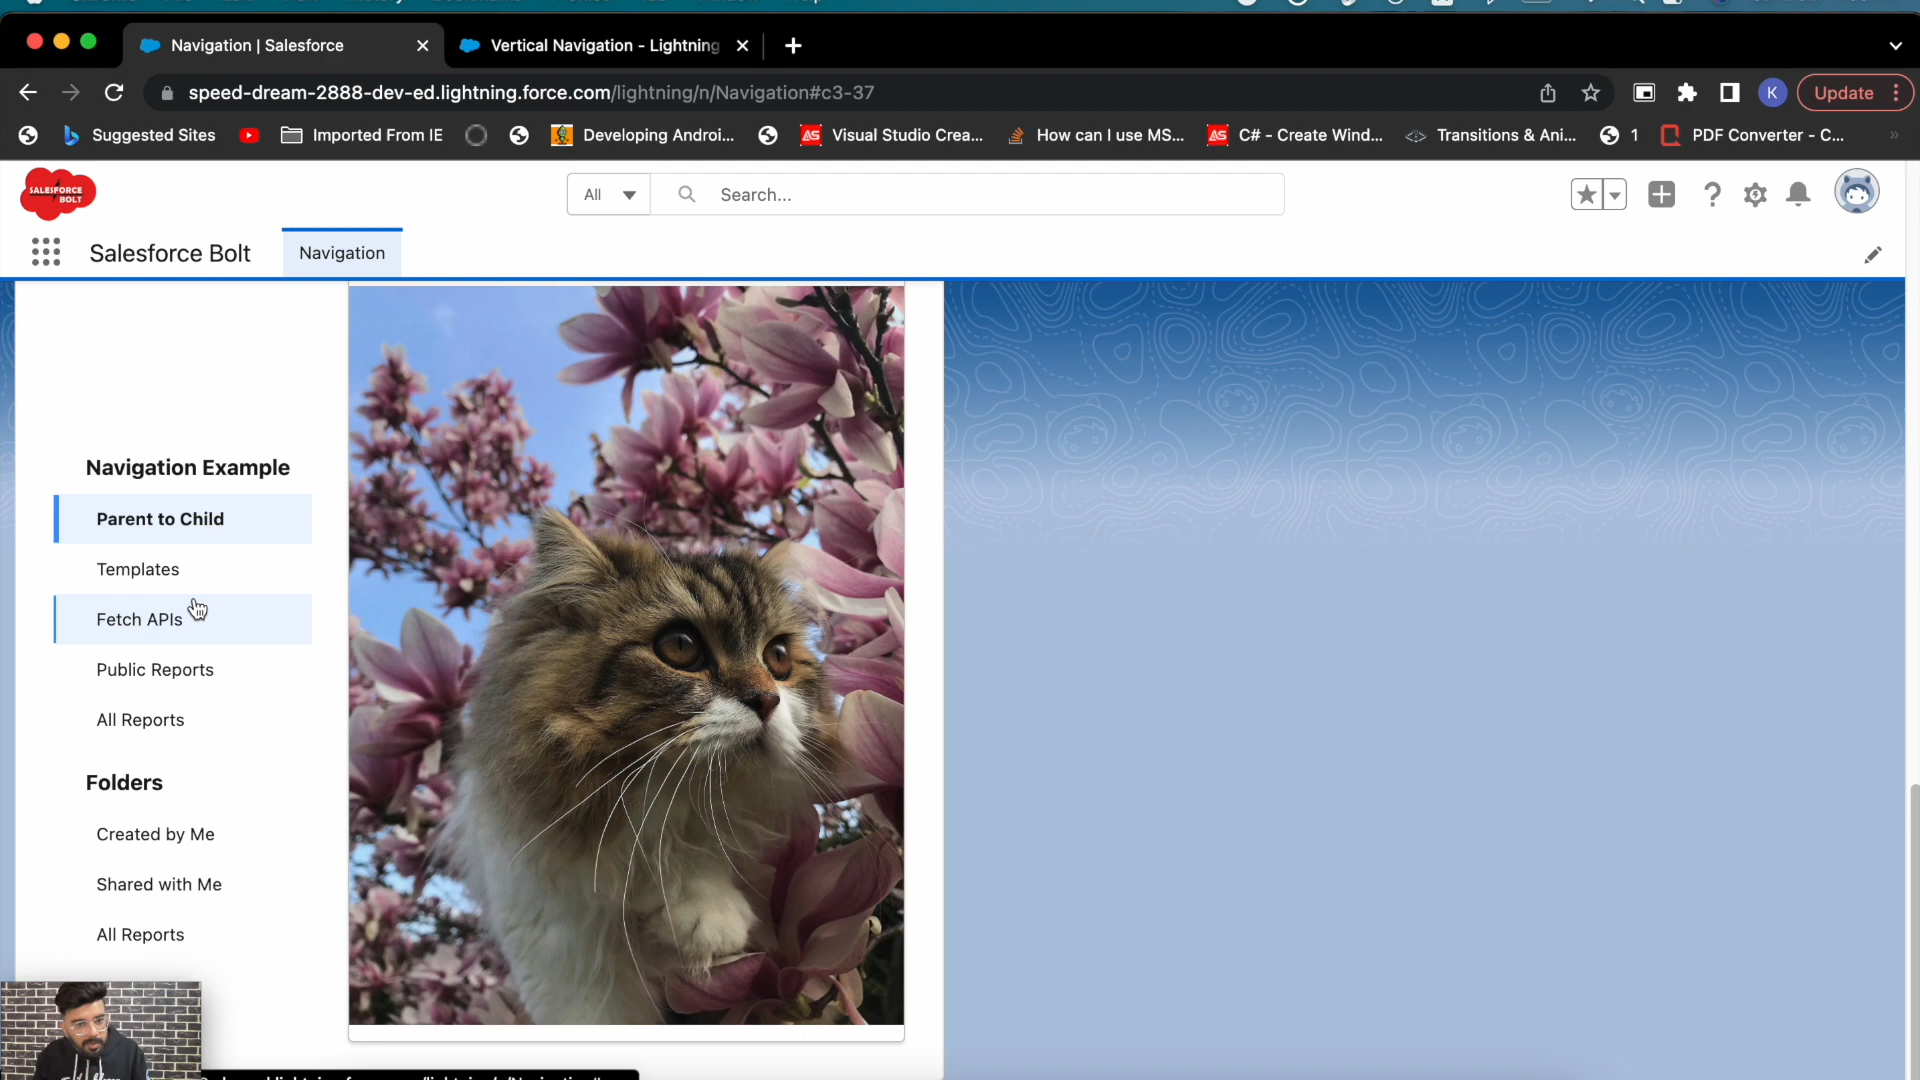 History
Navigation | Salesforce
Vertical Navigation - Lightning
speed-dream-2888-dev-ed.lightning.force.com/lightning/n/Navigation#c3-37
K
Update
Suggested Sites
Imported From IE
Developing Androi...
Visual Studio Crea...
How can I use MS...
C# - Create Wind...
Transitions & Ani...
1
PDF Converter - C...
SALESFORCE
BOLT
All
Search...
Salesforce Bolt
Navigation
Navigation Example
Parent to Child
Templates
Fetch APIs
Public Reports
All Reports
Folders
Created by Me
Shared with Me
All Reports